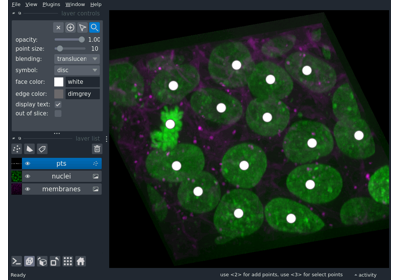 File View Plugins Window Help
layer controls
opacity: 1.00
point size: 10
blending: translucent
symbol: disc
face color: white
edge color: dimgrey
display text:
out of slice:
layer list
pts
nuclei
membranes
Ready
use <2> for add points, use <3> for select points
activity